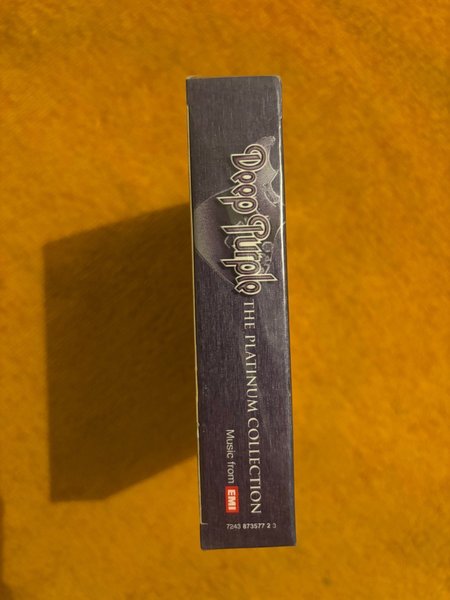 Deep Purple THE PLATINUM COLLECTION
Music from EMI
7243 873577 2 3